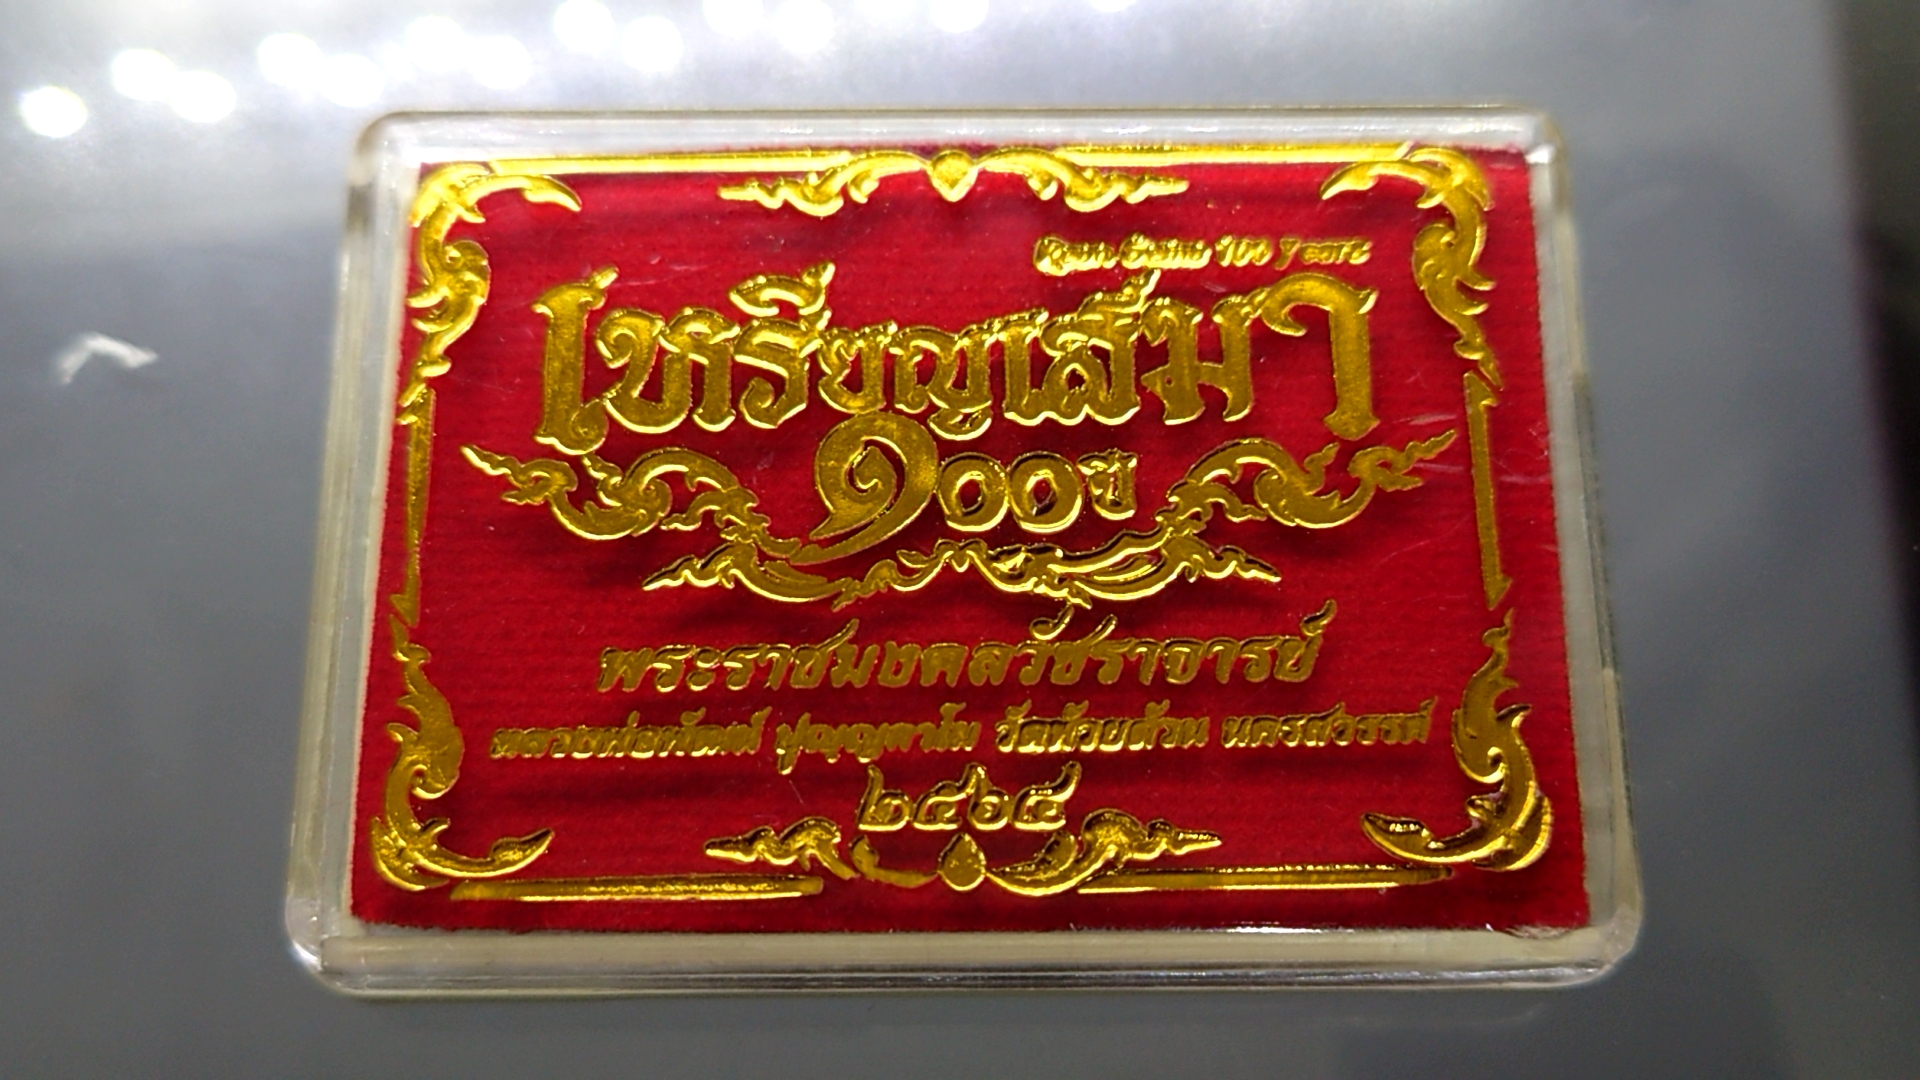 100 Years
เหรียญเสมา
๑๐๐ ปี
พระราชมงคลวัชราจารย์
หลวงพ่อพัฒน์ ปุญญกาโม วัดห้วยด้วน นครสวรรค์
๒๕๖๕